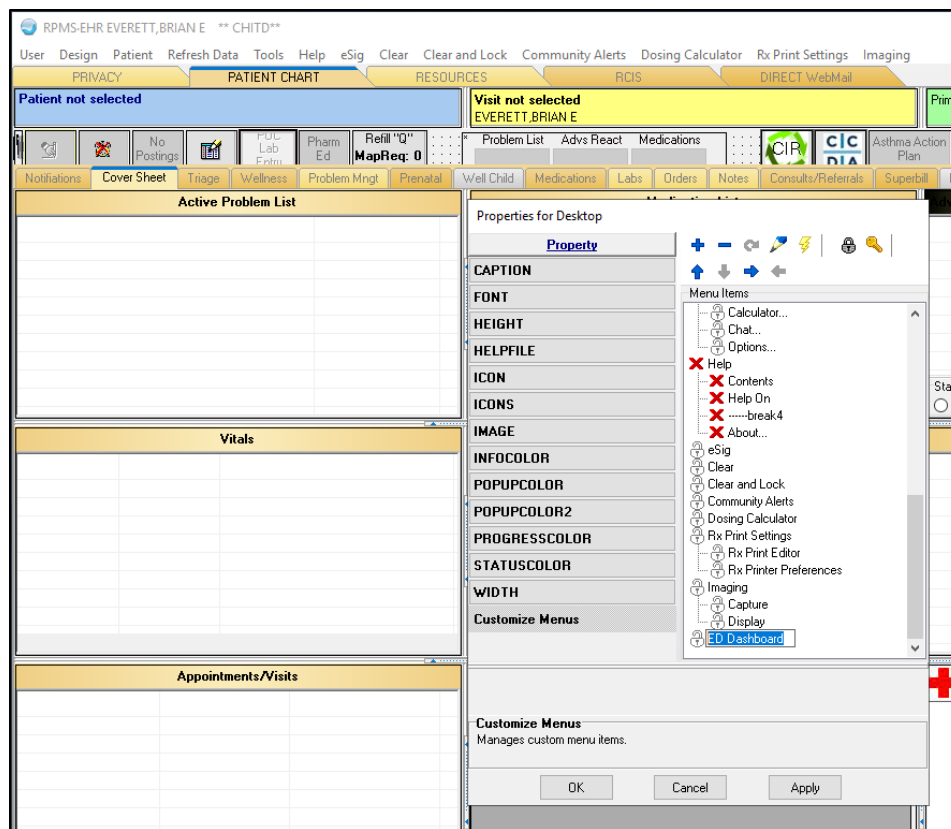 RPMS-EHR EVERETT,BRIAN E ** CHITD**
User Design Patient Refresh Data Tools Help eSig Clear Clear and Lock Community Alerts Dosing Calculator Rx Print Settings Imaging
PRIVACY PATIENT CHART RESOURCES RCIS DIRECT WebMail
Patient not selected
Visit not selected
EVERETT,BRIAN E
Prim
No
Postings
POC
Lab
Entry
Pharm
Ed
Refill "Q"
MapReq: 0
Problem List Advs React Medications
CIR
C|C
DIA
Asthma Action
Plan
Notifiations Cover Sheet Triage Wellness Problem Mngt Prenatal Well Child Medications Labs Orders Notes Consults/Referrals Superbill
Active Problem List
Vitals
Appointments/Visits
Properties for Desktop
Property
CAPTION
FONT
HEIGHT
HELPFILE
ICON
ICONS
IMAGE
INFOCOLOR
POPUPCOLOR
POPUPCOLOR2
PROGRESSCOLOR
STATUSCOLOR
WIDTH
Customize Menus
Menu Items
Calculator...
Chat...
Options...
Help
Contents
Help On
------break4
About...
eSig
Clear
Clear and Lock
Community Alerts
Dosing Calculator
Rx Print Settings
Rx Print Editor
Rx Printer Preferences
Imaging
Capture
Display
ED Dashboard
Customize Menus
Manages custom menu items.
OK Cancel Apply
Sta